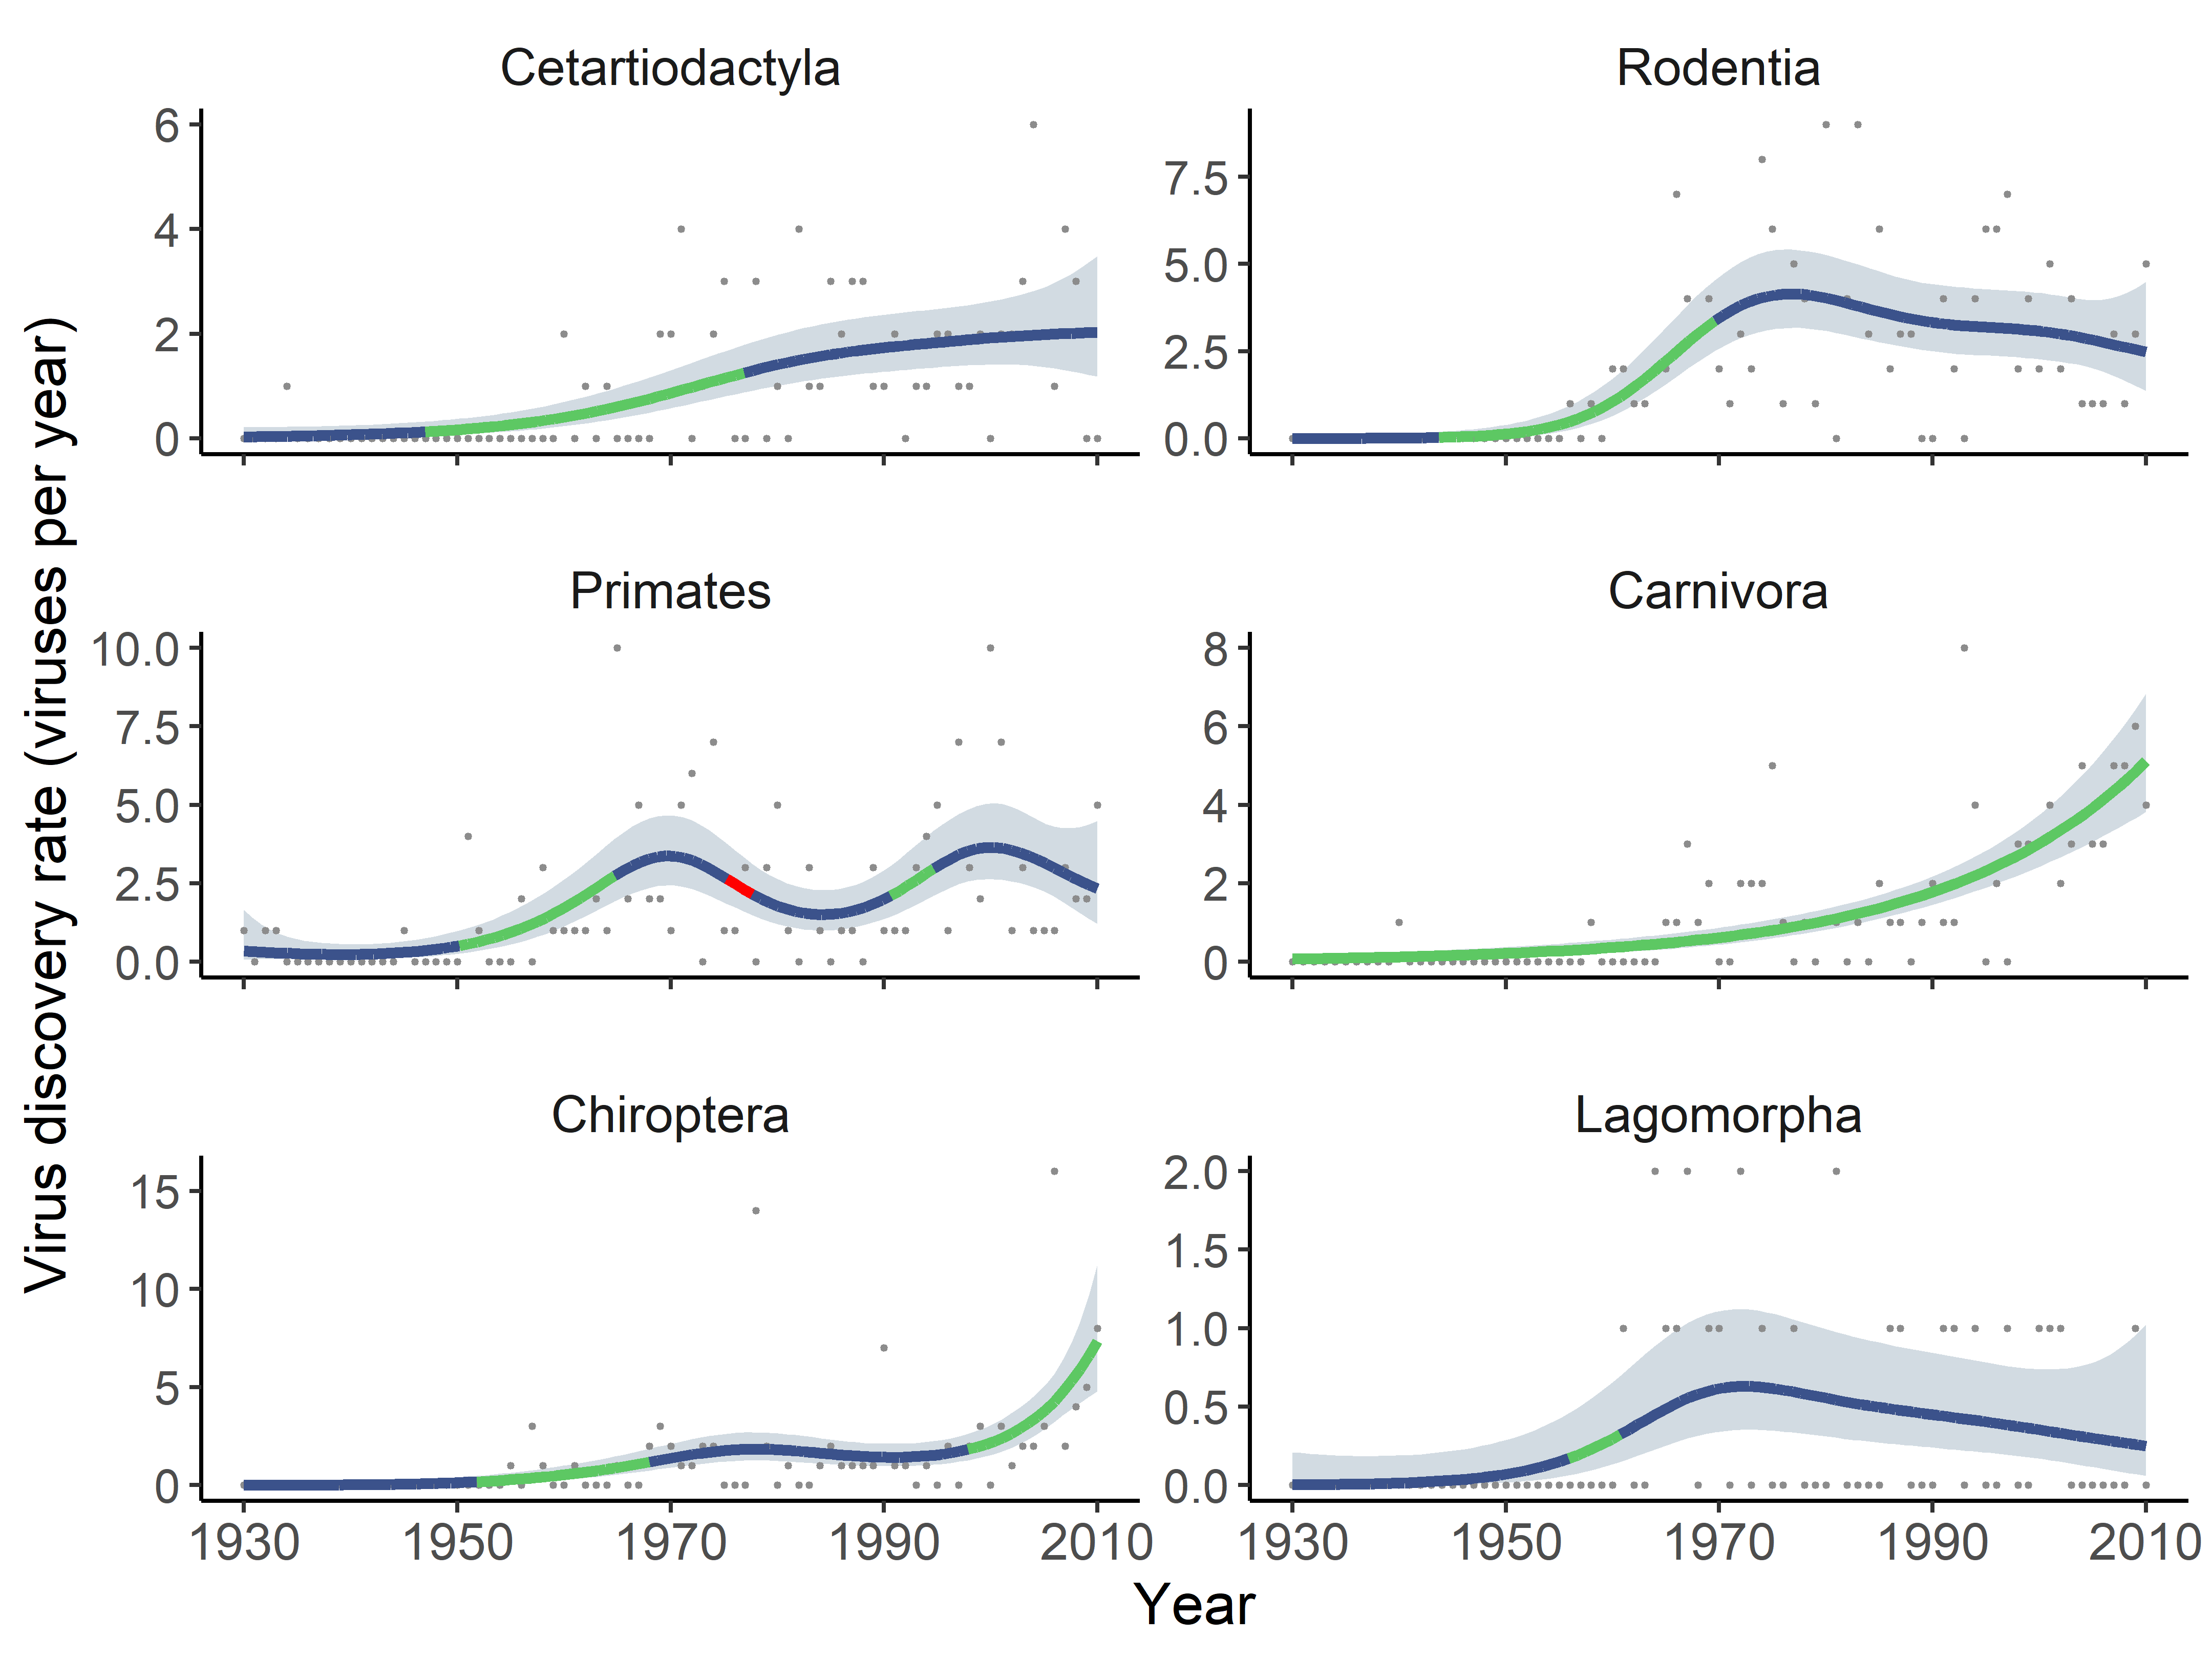 Cetartiodactyla
Rodentia
6
4
2
0
7.5
5.0
2.5
0.0
Primates
Carnivora
10.0
7.5
5.0
2.5
0.0
8
6
4
2
0
Chiroptera
Lagomorpha
15
10
5
0
2.0
1.5
1.0
0.5
0.0
1930 1950 1970 1990 2010
1930 1950 1970 1990 2010
Year
Virus discovery rate (viruses per year)